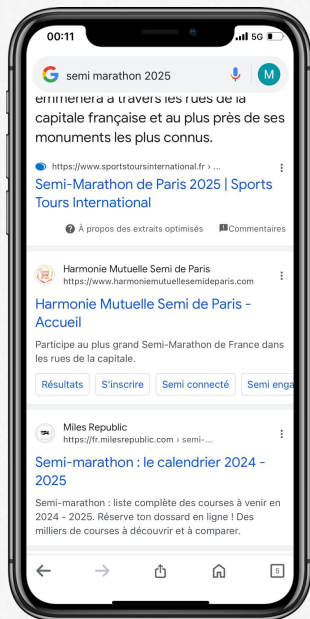 00:11
5G
semi marathon 2025
M
emmènera à travers les rues de la
capitale française et au plus près de ses
monuments les plus connus.
https://www.sportstoursinternational.fr › ...
Semi-Marathon de Paris 2025 | Sports
Tours International
À propos des extraits optimisés
Commentaires
Harmonie Mutuelle Semi de Paris
https://www.harmoniemutuellesemideparis.com
Harmonie Mutuelle Semi de Paris -
Accueil
Participe au plus grand Semi-Marathon de France dans
les rues de la capitale.
Résultats
S'inscrire
Semi connecté
Semi enga
Miles Republic
https://fr.milesrepublic.com › semi-...
Semi-marathon : le calendrier 2024 -
2025
Semi-marathon : liste complète des courses à venir en
2024 - 2025. Réserve ton dossard en ligne ! Des
milliers de courses à découvrir et à comparer.
5